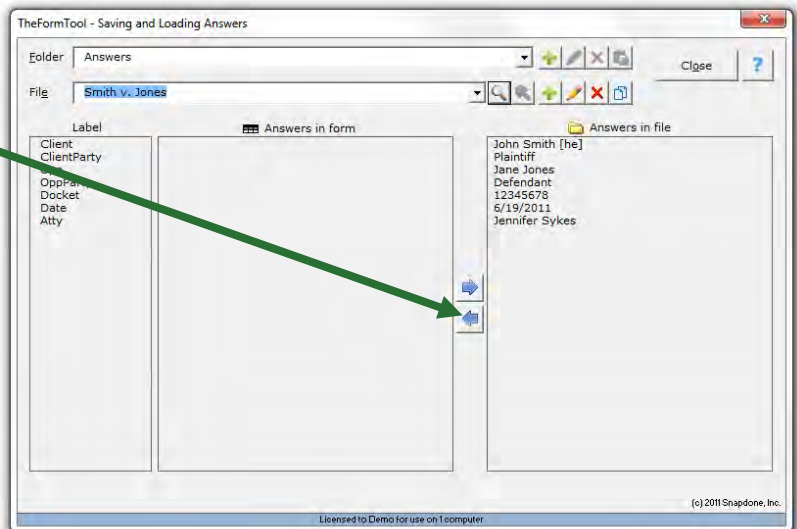 TheFormTool - Saving and Loading Answers
Folder Answers
Close ?
File Smith v. Jones
Label Answers in form Answers in file
Client John Smith [he]
ClientParty Plaintiff
Jane Jones
Defendant
Docket 12345678
Date 6/19/2011
Atty Jennifer Sykes
(c) 2011 Snapdone, Inc.
Licensed to Demo for use on 1 computer